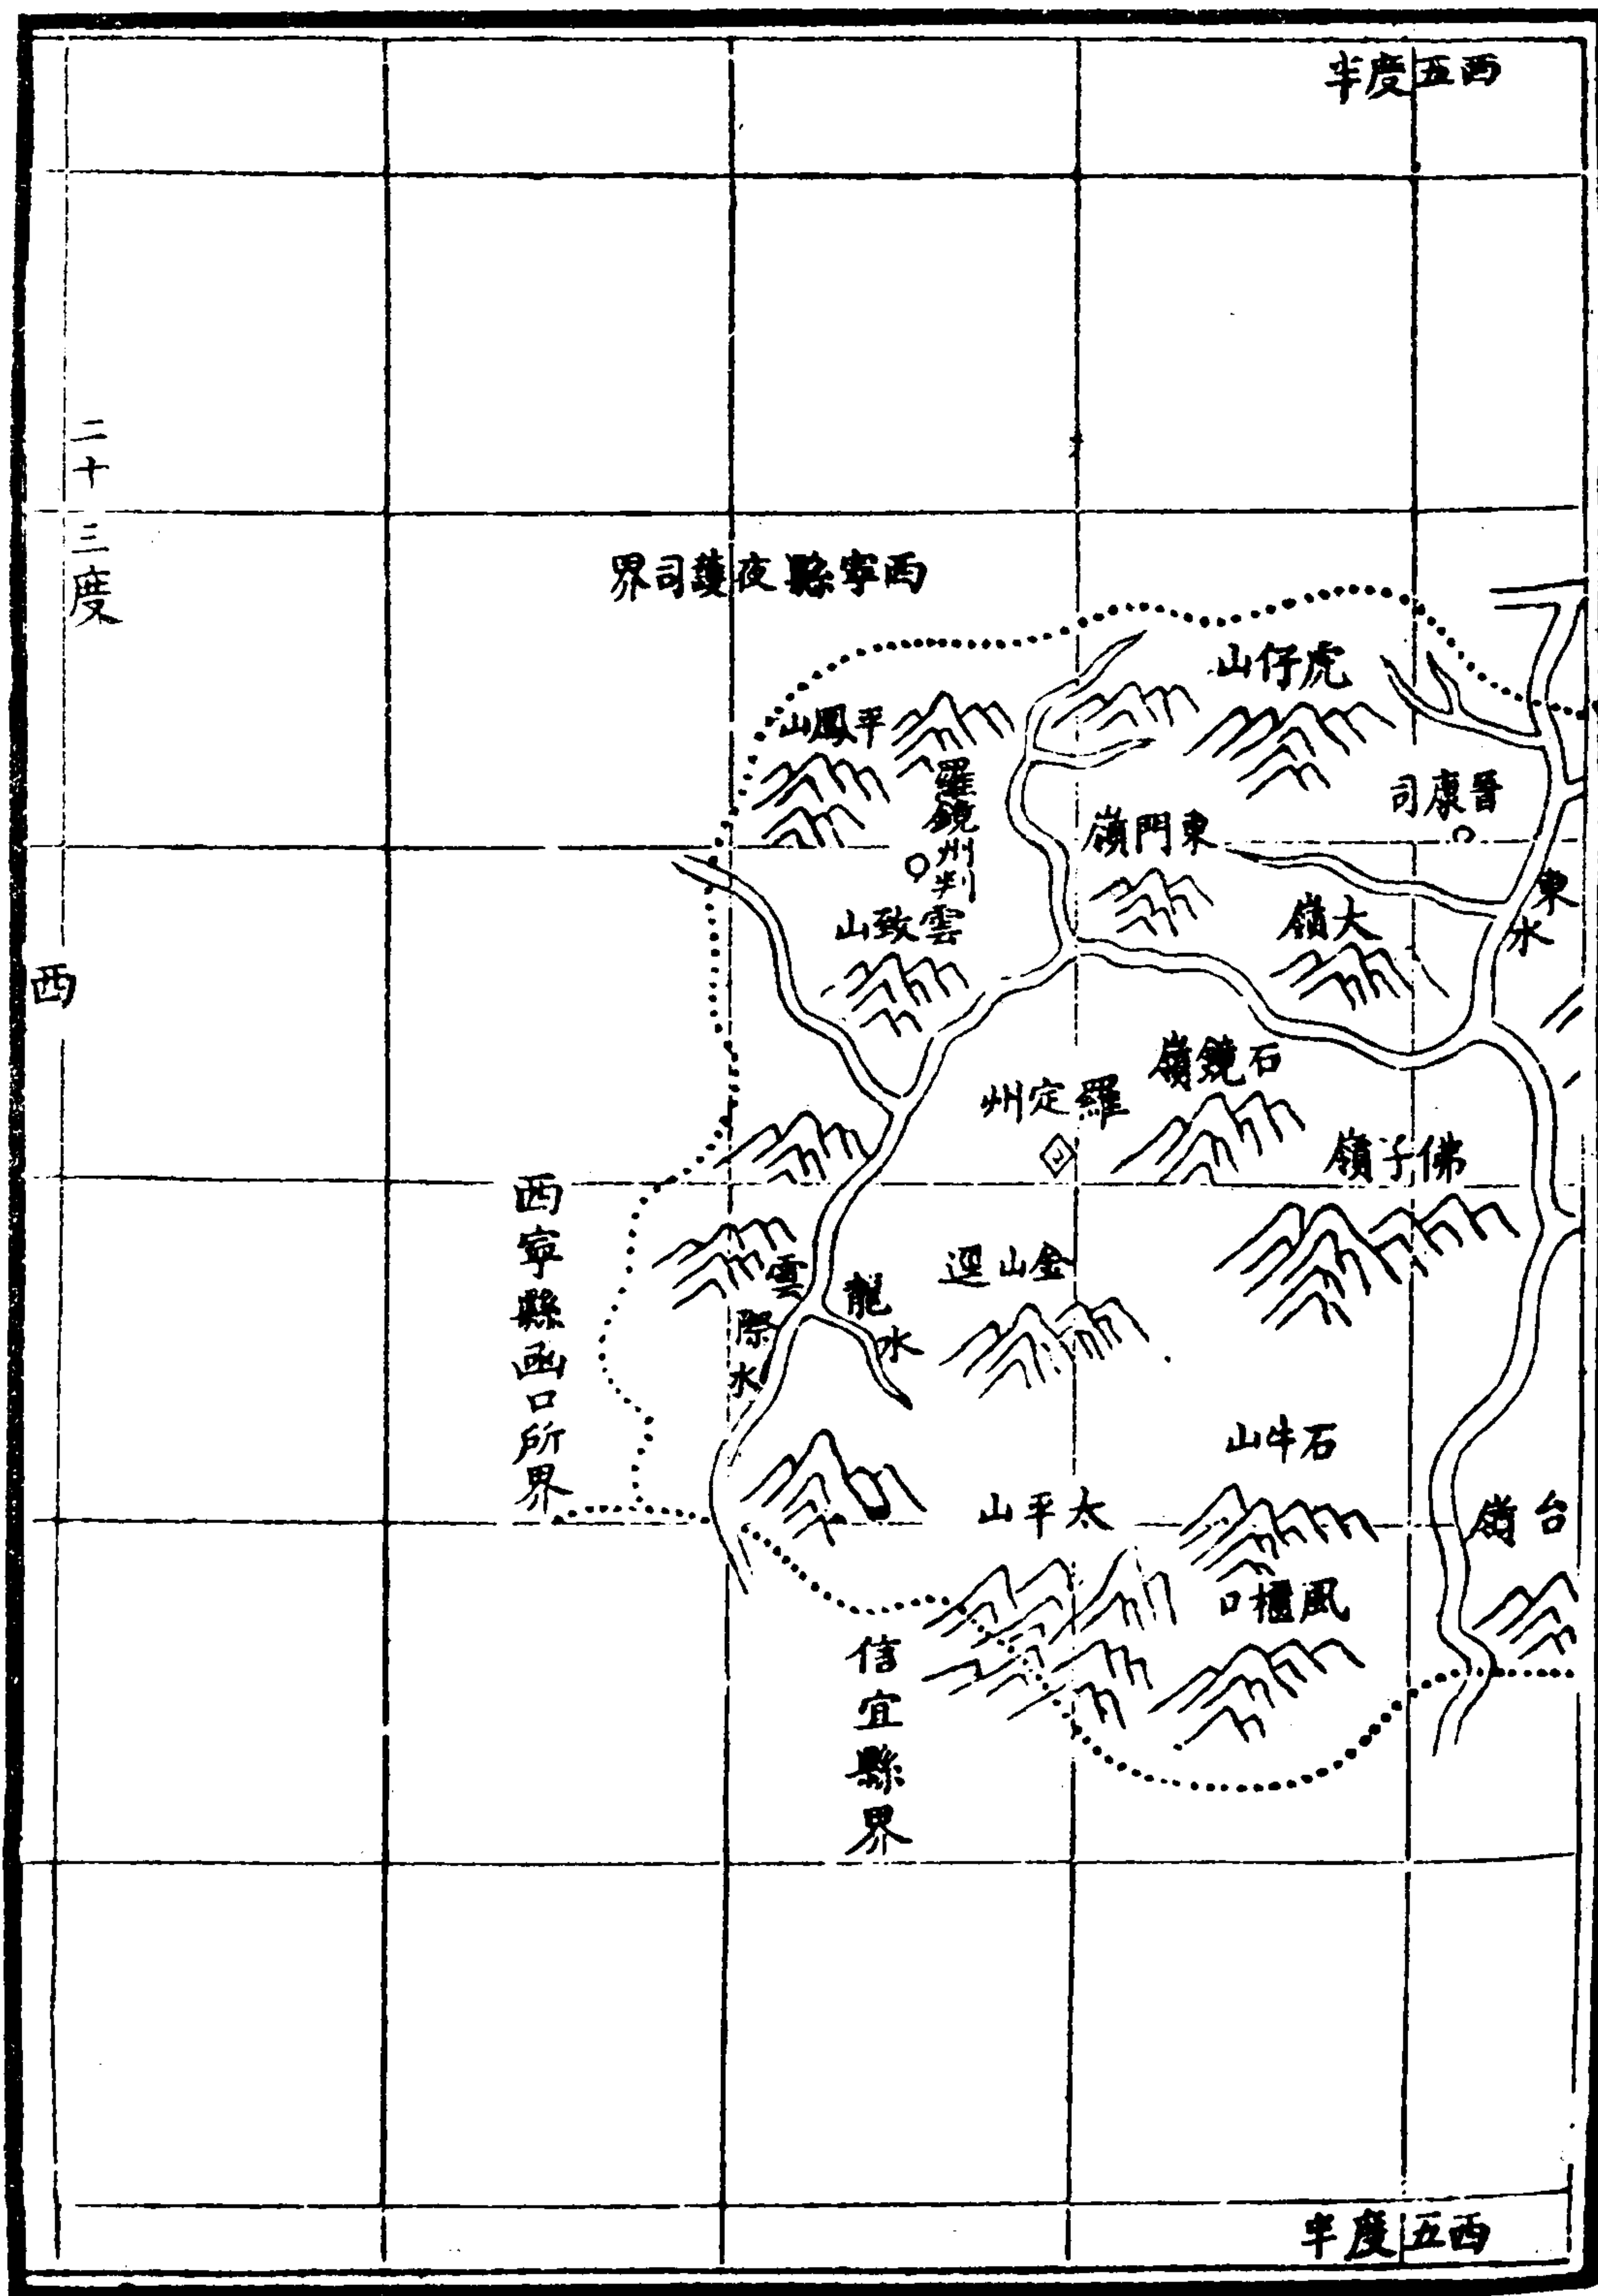 西五度半
二十三度
西
西寧縣夜護司界
虎仔山
平鳳山
羅鏡州判
晉康司
東門嶺
東水
大嶺
雲致山
石鏡嶺
羅定州
佛子嶺
西寧縣函口所界
雲際水
龍水
金山逕
石牛山
太平山
台嶺
風櫃口
信宜縣界
西五度半